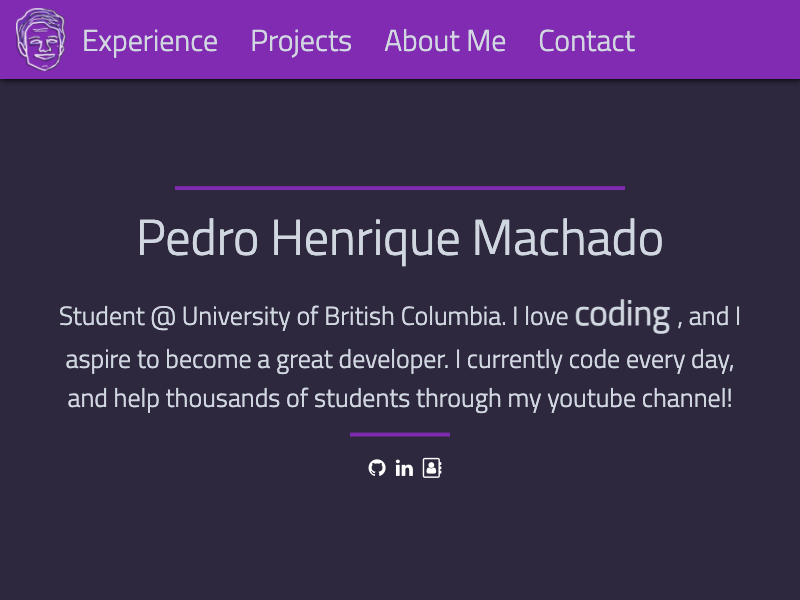 Experience Projects About Me Contact
Pedro Henrique Machado
Student @ University of British Columbia. I love coding , and I
aspire to become a great developer. I currently code every day,
and help thousands of students through my youtube channel!